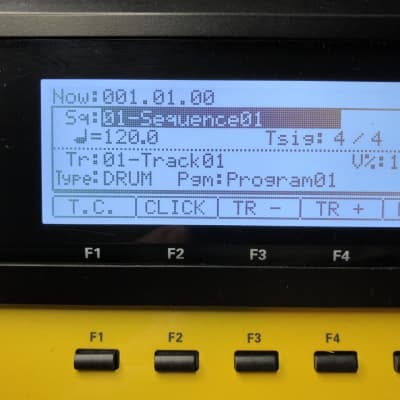 Now:001.01.00
Sq:01-Sequence01
♩=120.0 Tsig: 4/4
Tr:01-Track01 V%:1
Type:DRUM Pgm:Program01
T.C. CLICK TR - TR +
F1 F2 F3 F4
F1 F2 F3 F4